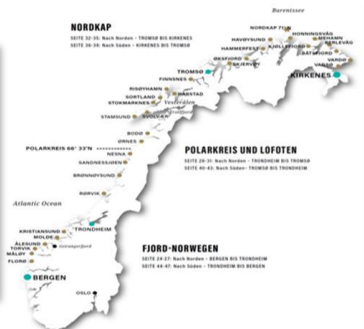 Barentssee
NORDKAP
SEITE 32-35: Nach Norden - TROMSØ BIS KIRKENES
SEITE 36-39: Nach Süden - KIRKENES BIS TROMSØ
NORDKAP
HONNINGSVÅG
HAVØYSUND
MEHAMN
KJØLLEFJORD
BERLEVÅG
HAMMERFEST
BÅTSFJORD
VARDØ
ØKSFJORD
VADSØ
SKJERVØY
TROMSØ
KIRKENES
FINNSNES
RISØYHAMN
HARSTAD
SORTLAND
Vesterålen
STOKMARKNES
STAMSUND
SVOLVÆR
BODØ
ØRNES
POLARKREIS 66° 33'N
NESNA
SANDNESSJØEN
POLARKREIS UND LOFOTEN
SEITE 28-31: Nach Norden - TRONDHEIM BIS TROMSØ
SEITE 40-43: Nach Süden - TROMSØ BIS TRONDHEIM
BRØNNØYSUND
RØRVIK
Atlantic Ocean
TRONDHEIM
KRISTIANSUND
MOLDE
ÅLESUND
Geirangerfjord
TORVIK
MÅLØY
FLORØ
FJORD-NORWEGEN
SEITE 24-27: Nach Norden - BERGEN BIS TRONDHEIM
SEITE 44-47: Nach Süden - TRONDHEIM BIS BERGEN
BERGEN
OSLO